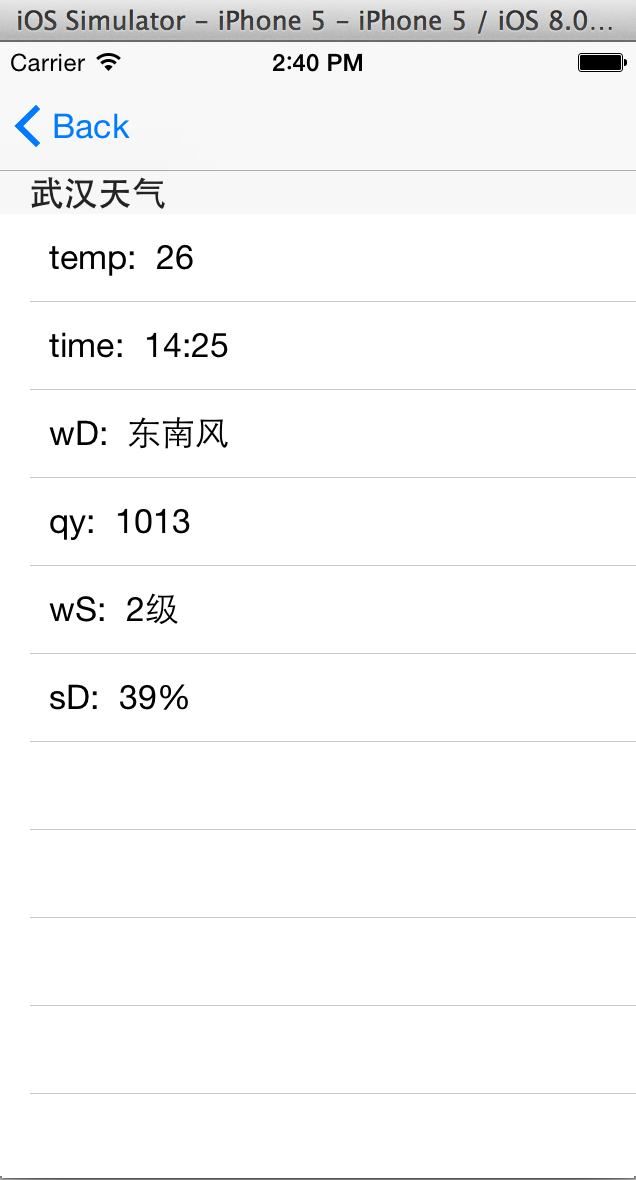 iOS Simulator – iPhone 5 – iPhone 5 / iOS 8.0...
Carrier 2:40 PM
Back
武汉天气
temp: 26
time: 14:25
wD: 东南风
qy: 1013
wS: 2级
sD: 39%